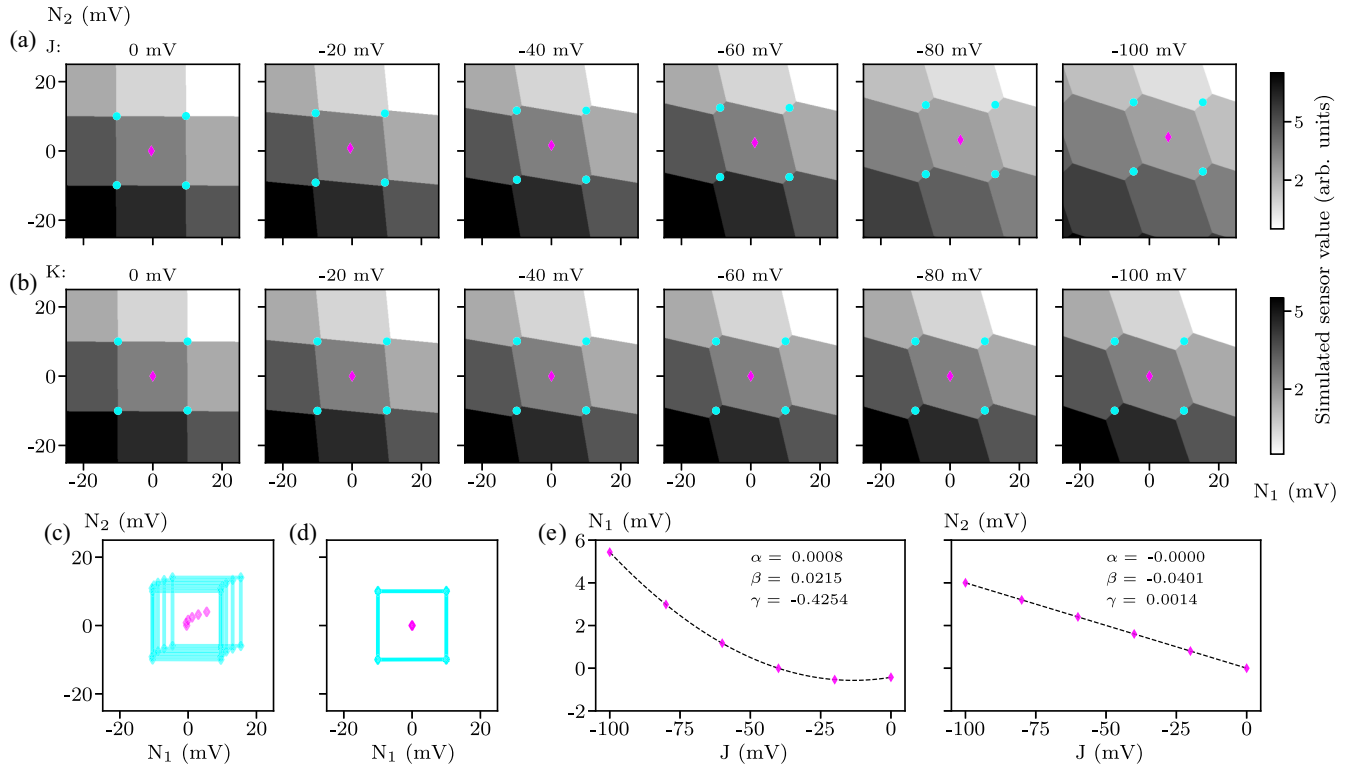 N₂ (mV)
(a) J: 0 mV -20 mV -40 mV -60 mV -80 mV -100 mV
20
0
-20
5
2
(b) K: 0 mV -20 mV -40 mV -60 mV -80 mV -100 mV
20
0
-20
5
2
Simulated sensor value (arb. units)
-20 0 20 -20 0 20 -20 0 20 -20 0 20 -20 0 20 -20 0 20
N₁ (mV)
(c) N₂ (mV)
20
0
-20
-20 0 20
N₁ (mV)
(d)
-20 0 20
N₁ (mV)
(e) N₁ (mV)
6
4
2
0
-2
α = 0.0008
β = 0.0215
γ = -0.4254
-100 -75 -50 -25 0
J (mV)
N₂ (mV)
α = -0.0000
β = -0.0401
γ = 0.0014
-100 -75 -50 -25 0
J (mV)